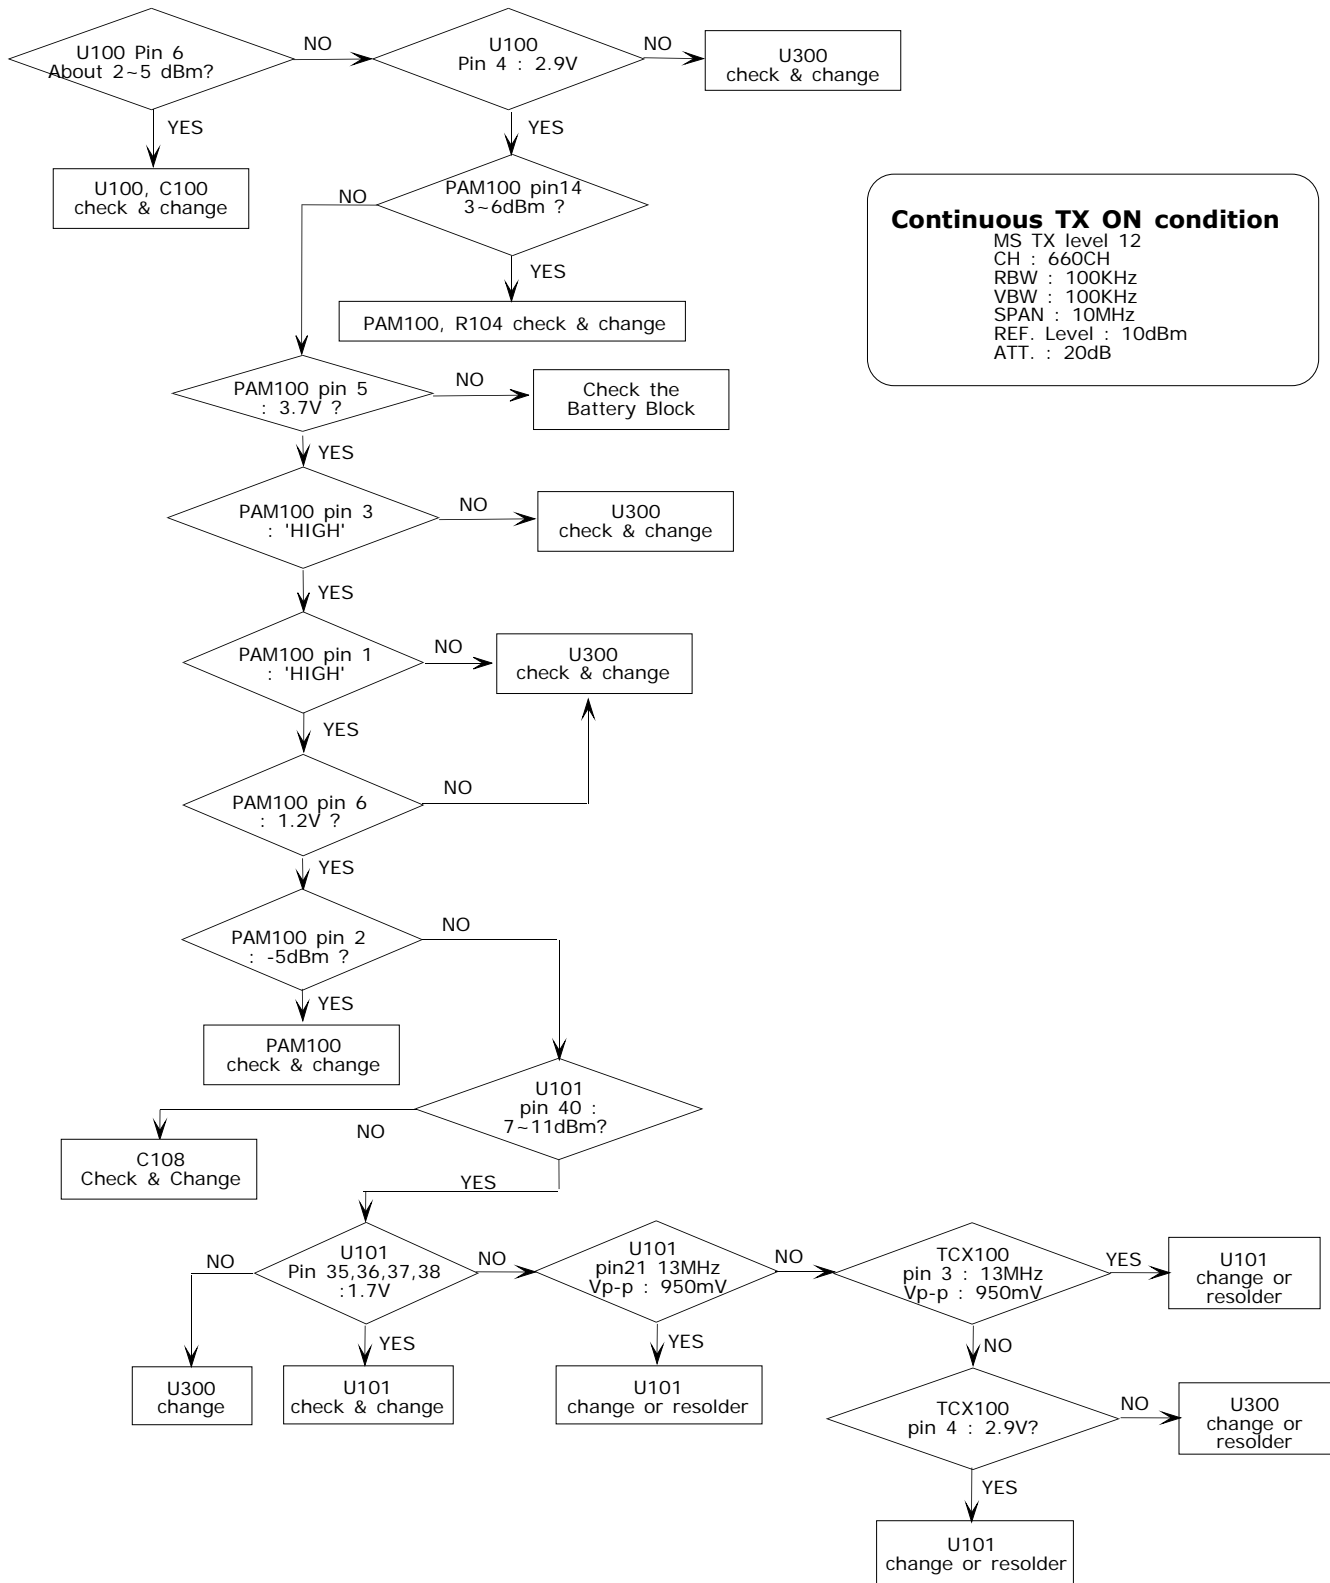 U100 Pin 6
About 2~5 dBm?
NO
U100
Pin 4 : 2.9V
NO
U300
check & change
YES
YES
U100, C100
check & change
NO
PAM100 pin14
3~6dBm ?
YES
PAM100, R104 check & change
Continuous TX ON condition
MS TX level 12
CH : 660CH
RBW : 100KHz
VBW : 100KHz
SPAN : 10MHz
REF. Level : 10dBm
ATT. : 20dB
PAM100 pin 5
: 3.7V ?
NO
Check the
Battery Block
YES
PAM100 pin 3
: 'HIGH'
NO
U300
check & change
YES
PAM100 pin 1
: 'HIGH'
NO
U300
check & change
YES
PAM100 pin 6
: 1.2V ?
NO
YES
PAM100 pin 2
: -5dBm ?
NO
YES
PAM100
check & change
U101
pin 40 :
7~11dBm?
NO
C108
Check & Change
YES
NO
U101
Pin 35,36,37,38
:1.7V
NO
U101
pin21 13MHz
Vp-p : 950mV
NO
TCX100
pin 3 : 13MHz
Vp-p : 950mV
YES
U101
change or
resolder
YES
YES
NO
U300
change
U101
check & change
U101
change or resolder
TCX100
pin 4 : 2.9V?
NO
U300
change or
resolder
YES
U101
change or resolder